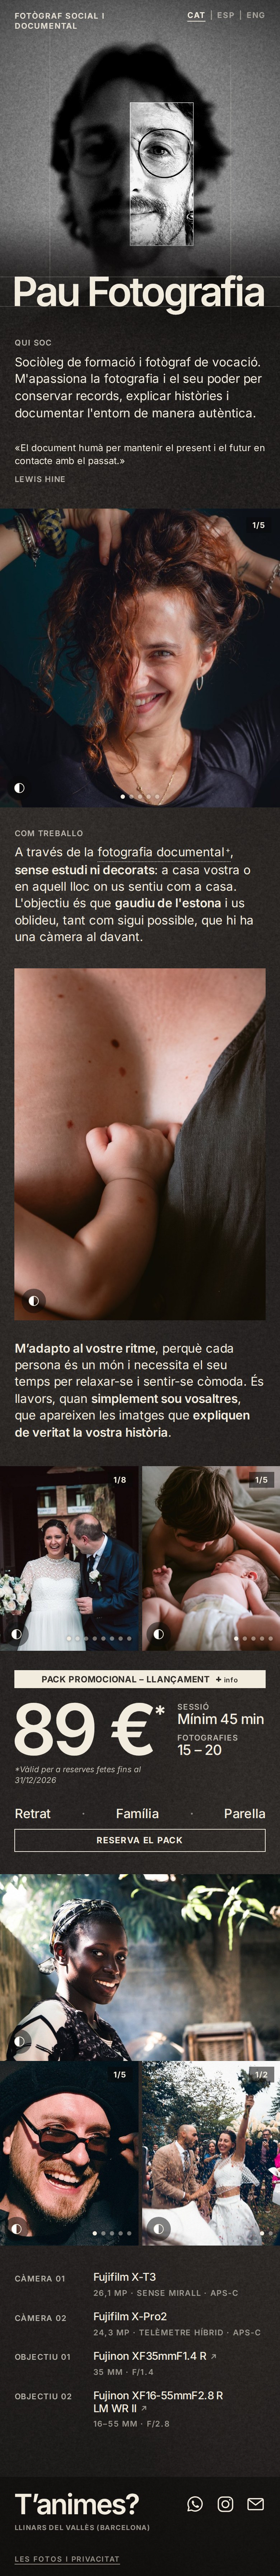 FOTÒGRAF SOCIAL I
DOCUMENTAL
CAT | ESP | ENG
Pau Fotografia
QUI SOC
Sociòleg de formació i fotògraf de vocació.
M'apassiona la fotografia i el seu poder per
conservar records, explicar històries i
documentar l'entorn de manera autèntica.
«El document humà per mantenir el present i el futur en
contacte amb el passat.»
LEWIS HINE
1/5
COM TREBALLO
A través de la fotografia documental+,
sense estudi ni decorats: a casa vostra o
en aquell lloc on us sentiu com a casa.
L'objectiu és que gaudiu de l'estona i us
oblideu, tant com sigui possible, que hi ha
una càmera al davant.
M’adapto al vostre ritme, perquè cada
persona és un món i necessita el seu
temps per relaxar-se i sentir-se còmoda. És
llavors, quan simplement sou vosaltres,
que apareixen les imatges que expliquen
de veritat la vostra història.
1/8
1/5
PACK PROMOCIONAL – LLANÇAMENT + info
89 €*
SESSIÓ
Mínim 45 min
FOTOGRAFIES
15 – 20
*Vàlid per a reserves fetes fins al
31/12/2026
Retrat · Família · Parella
RESERVA EL PACK
1/5
1/2
CÀMERA 01
Fujifilm X-T3
26,1 MP · SENSE MIRALL · APS-C
CÀMERA 02
Fujifilm X-Pro2
24,3 MP · TELÈMETRE HÍBRID · APS-C
OBJECTIU 01
Fujinon XF35mmF1.4 R ↗
35 MM · F/1.4
OBJECTIU 02
Fujinon XF16-55mmF2.8 R
LM WR II ↗
16–55 MM · F/2.8
T’animes?
LLINARS DEL VALLÈS (BARCELONA)
LES FOTOS I PRIVACITAT